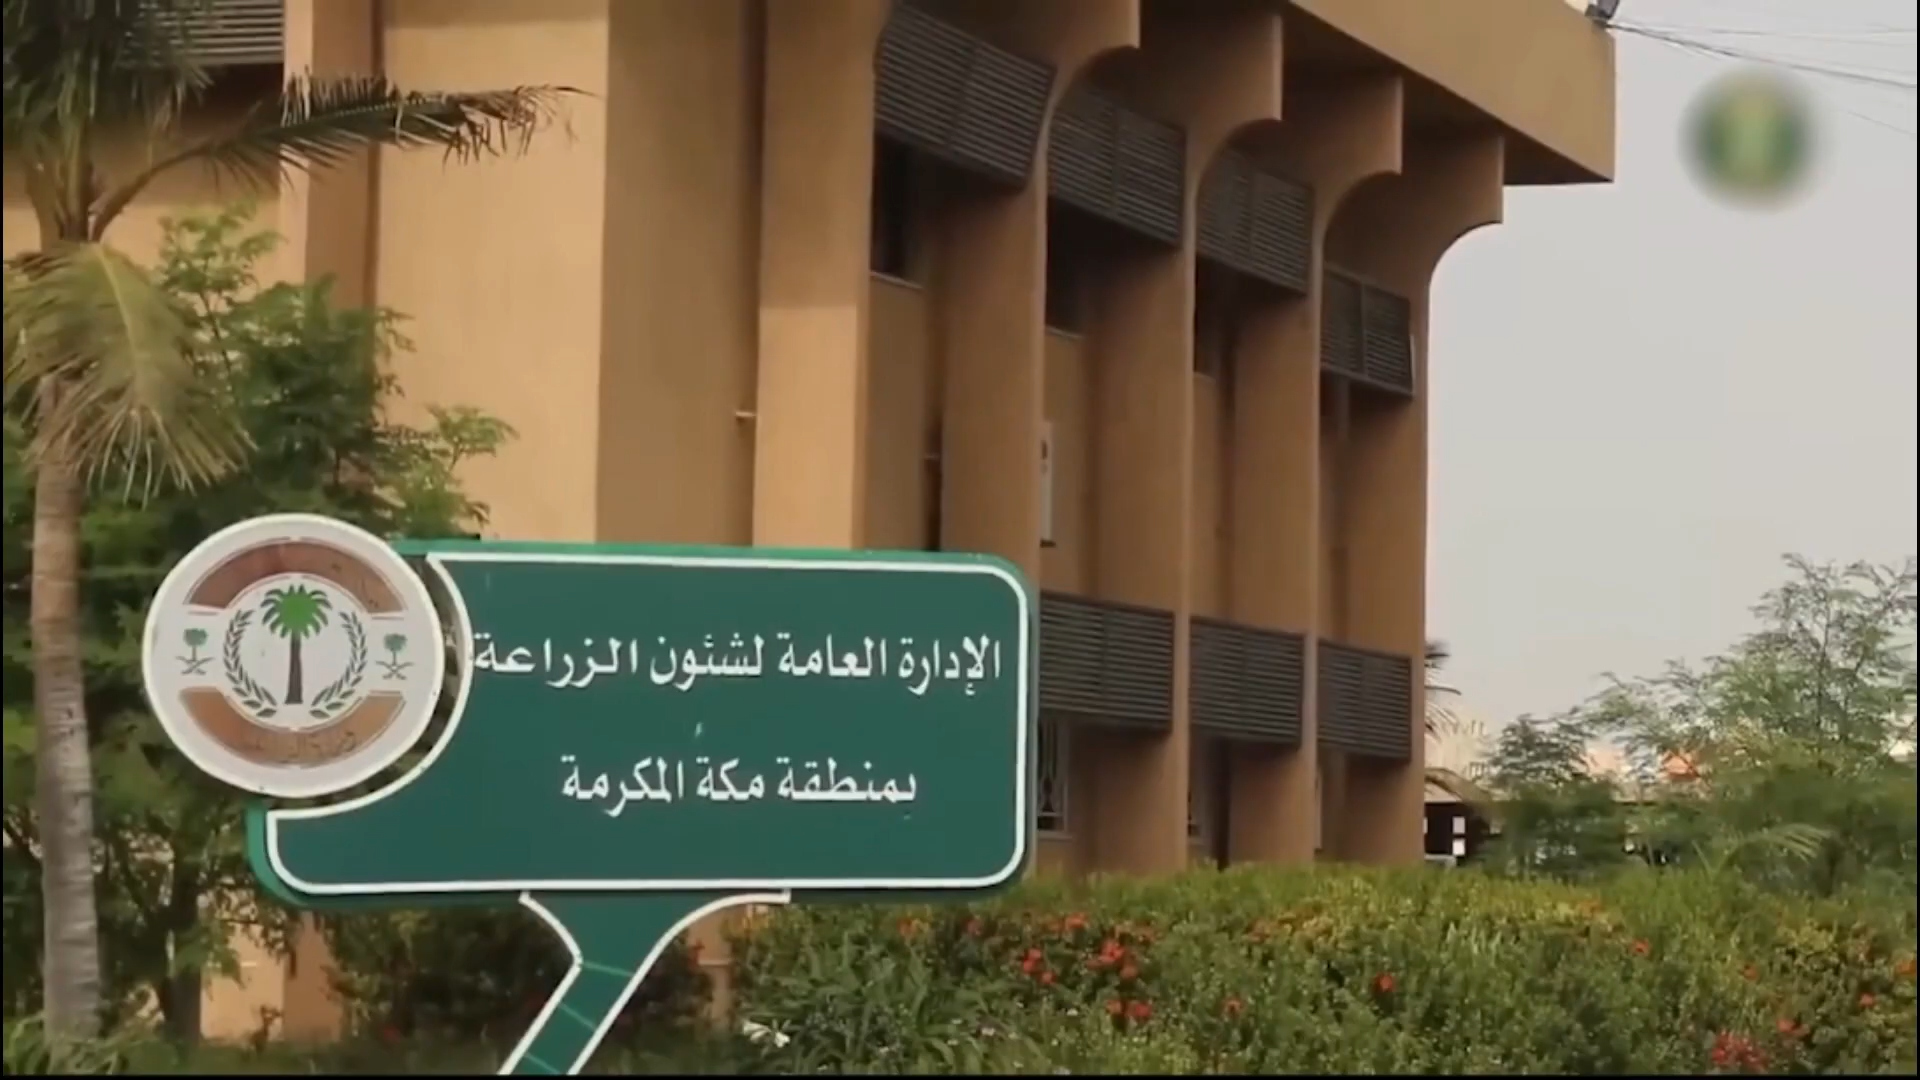 الإدارة العامة لشئون الزراعة
بمنطقة مكة المكرمة